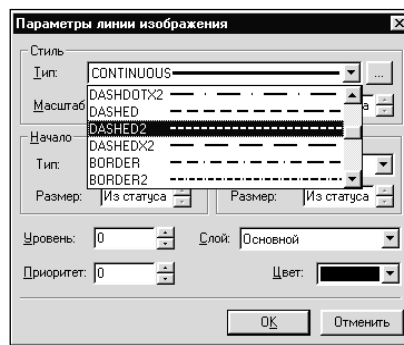 Параметры линии изображения
Стиль
Тип: CONTINUOUS ...
Масштаб
DASHDOTX2
DASHED
DASHED2
DASHEDX2
BORDER
BORDER2
Начало
Тип:
Размер: Из статуса Размер: Из статуса
Уровень: 0 Слой: Основной
Приоритет: 0 Цвет:
OK Отменить